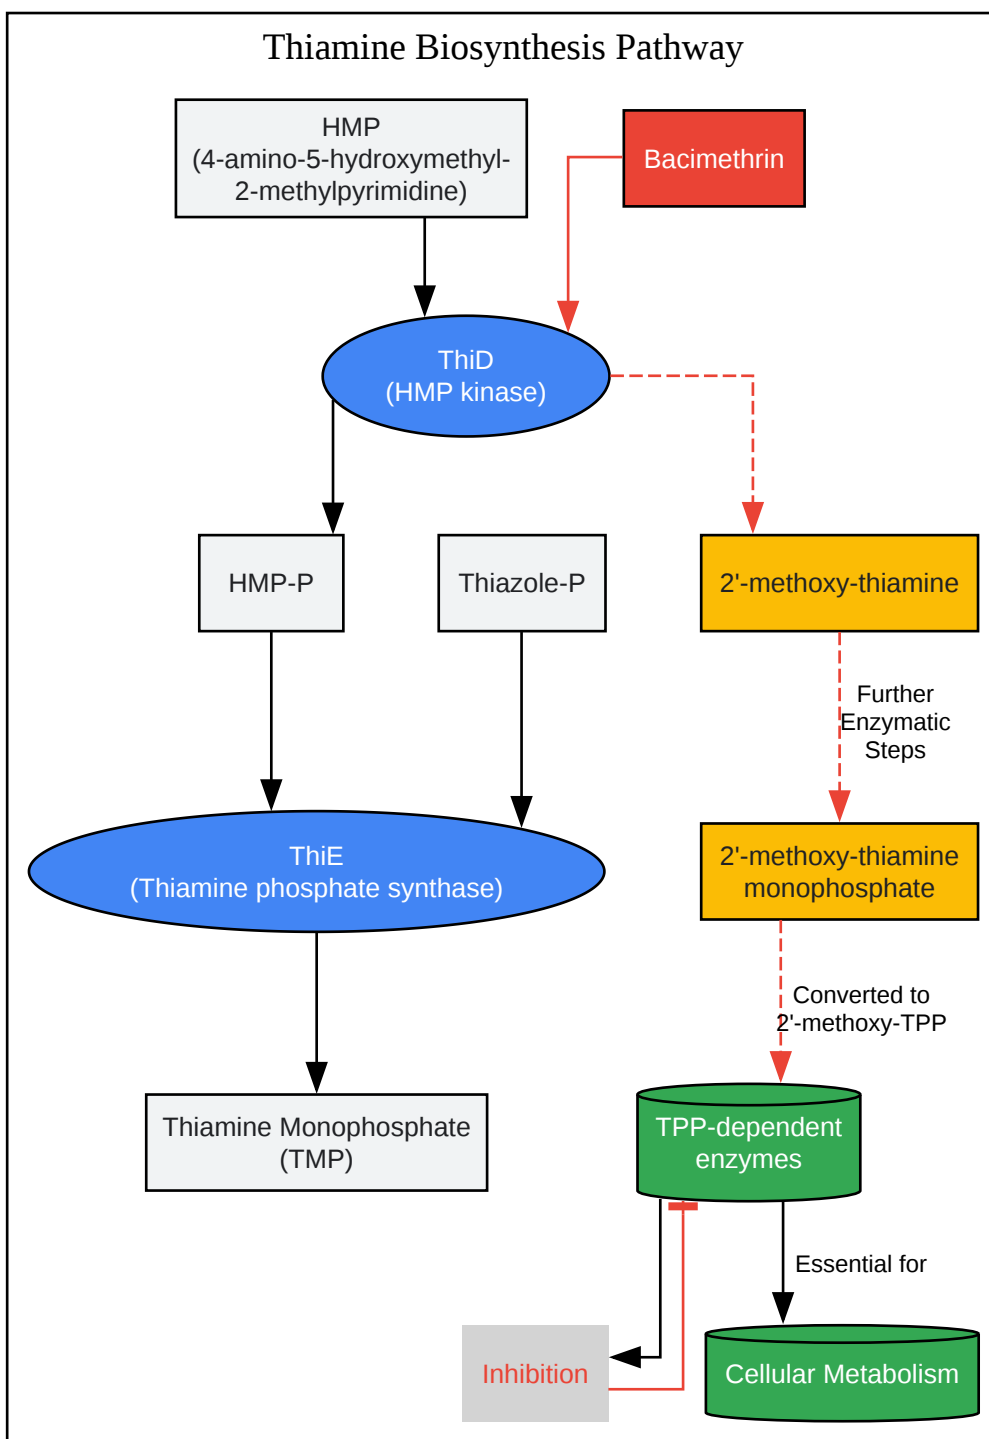 Thiamine Biosynthesis Pathway
HMP
(4-amino-5-hydroxymethyl-
2-methylpyrimidine)
Bacimethrin
ThiD
(HMP kinase)
HMP-P
Thiazole-P
2'-methoxy-thiamine
Further
Enzymatic
Steps
ThiE
(Thiamine phosphate synthase)
2'-methoxy-thiamine
monophosphate
Converted to
2'-methoxy-TPP
Thiamine Monophosphate
(TMP)
TPP-dependent
enzymes
Essential for
Inhibition
Cellular Metabolism